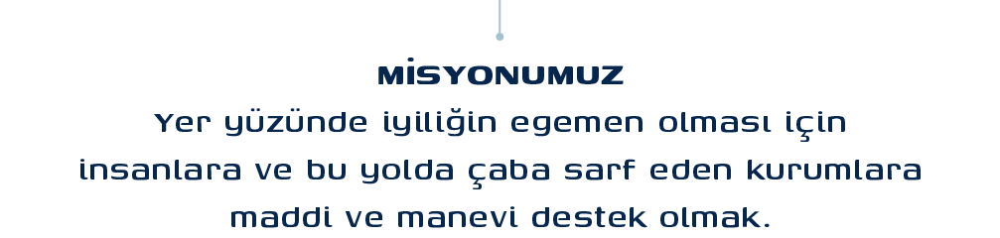 MİSYONUMUZ
Yer yüzünde iyiliğin egemen olması için
insanlara ve bu yolda çaba sarf eden kurumlara
maddi ve manevi destek olmak.